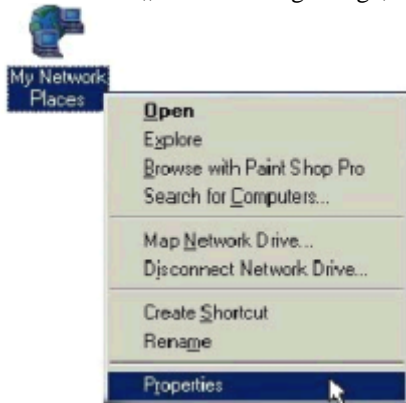 My Network
Places
Open
Explore
Browse with Paint Shop Pro
Search for Computers...
Map Network Drive...
Disconnect Network Drive...
Create Shortcut
Rename
Properties